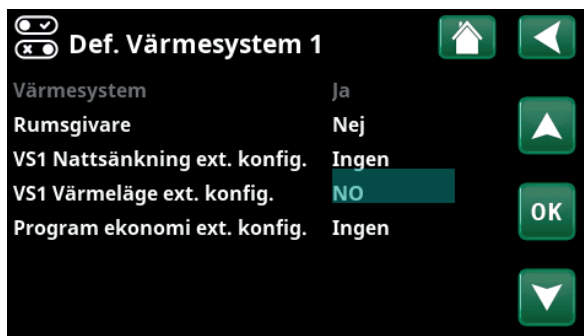 Def. Värmesystem 1
Värmesystem Ja
Rumsgivare Nej
VS1 Nattsänkning ext. konfig. Ingen
VS1 Värmeläge ext. konfig. NO
Program ekonomi ext. konfig. Ingen
OK